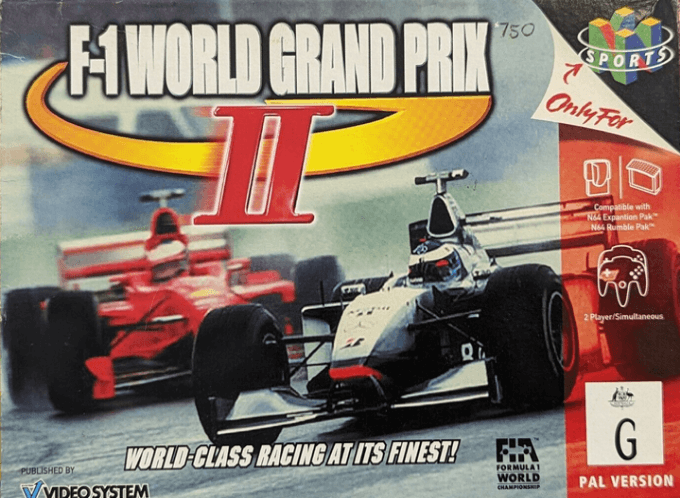 F-1 WORLD GRAND PRIX
II
750
SPORTS
Only For
Compatible with
N64 Expantion Pak™
N64 Rumble Pak™
2 Player/Simultaneous
WORLD-CLASS RACING AT ITS FINEST!
FIA
FORMULA 1
WORLD
CHAMPIONSHIP
G
PAL VERSION
PUBLISHED BY
VIDEO SYSTEM